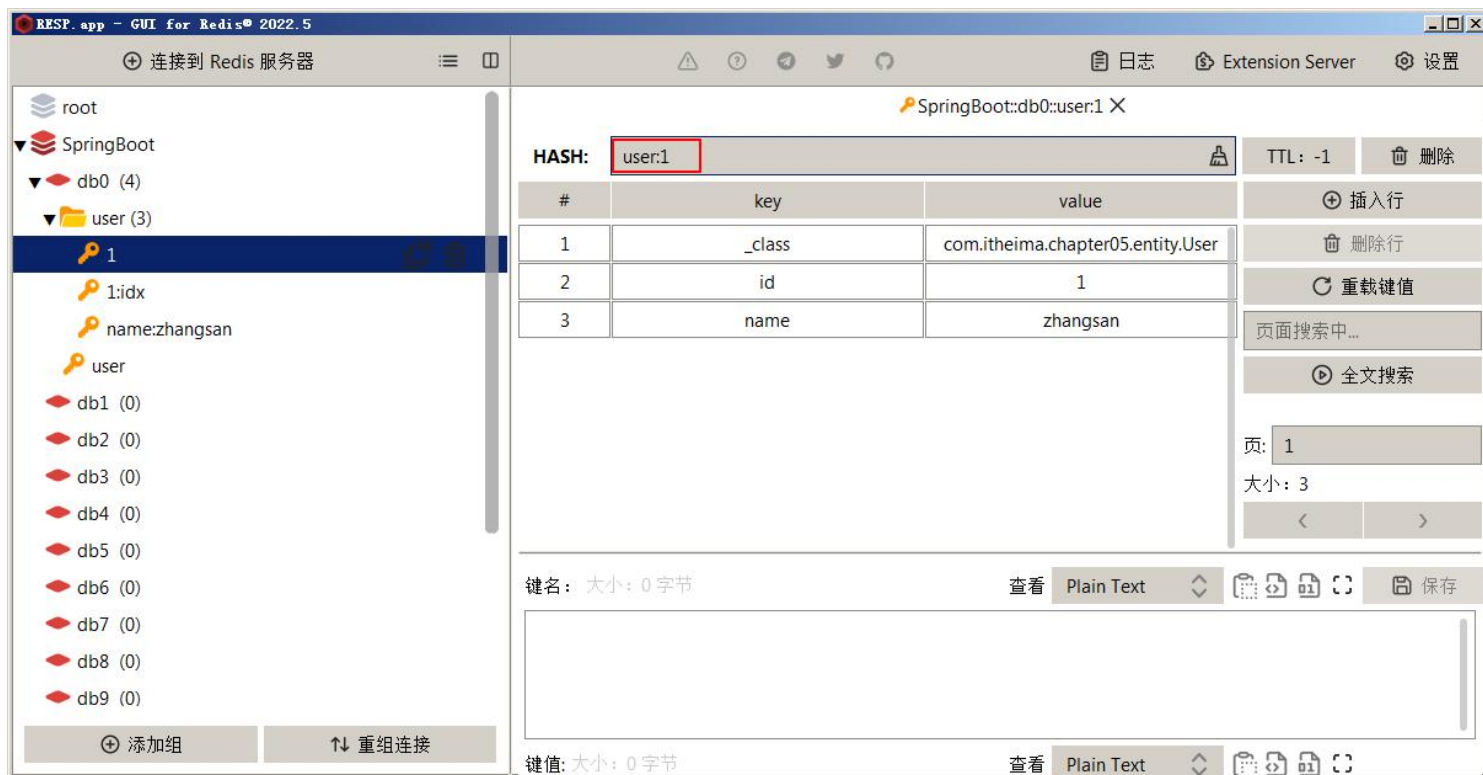 RESP.app - GUI for Redis® 2022.5
连接到 Redis 服务器
日志
Extension Server
设置
root
SpringBoot
db0 (4)
user (3)
1
1:idx
name:zhangsan
user
db1 (0)
db2 (0)
db3 (0)
db4 (0)
db5 (0)
db6 (0)
db7 (0)
db8 (0)
db9 (0)
添加组
重组连接
SpringBoot::db0::user:1
HASH: user:1
TTL: -1
删除
# key value
1 _class com.itheima.chapter05.entity.User
2 id 1
3 name zhangsan
插入行
删除行
重载键值
页面搜索中...
全文搜索
页: 1
大小: 3
键名: 大小: 0 字节
查看 Plain Text
保存
键值: 大小: 0 字节
查看 Plain Text